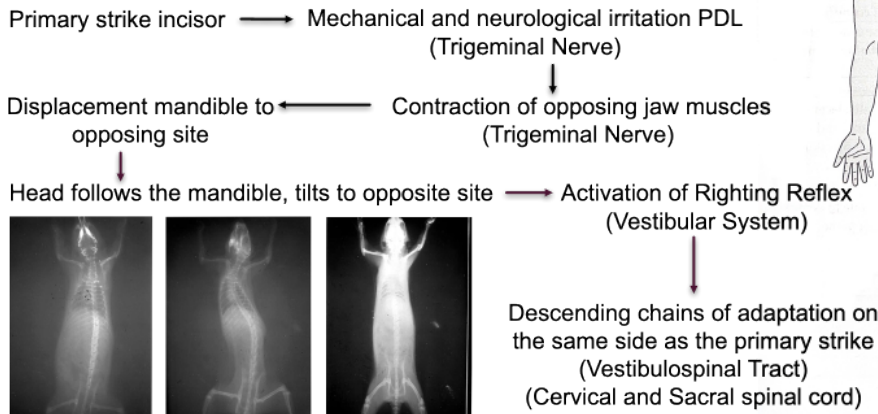 Primary strike incisor
Mechanical and neurological irritation PDL
(Trigeminal Nerve)
Contraction of opposing jaw muscles
(Trigeminal Nerve)
Displacement mandible to
opposing site
Head follows the mandible, tilts to opposite site
Activation of Righting Reflex
(Vestibular System)
Descending chains of adaptation on
the same side as the primary strike
(Vestibulospinal Tract)
(Cervical and Sacral spinal cord)